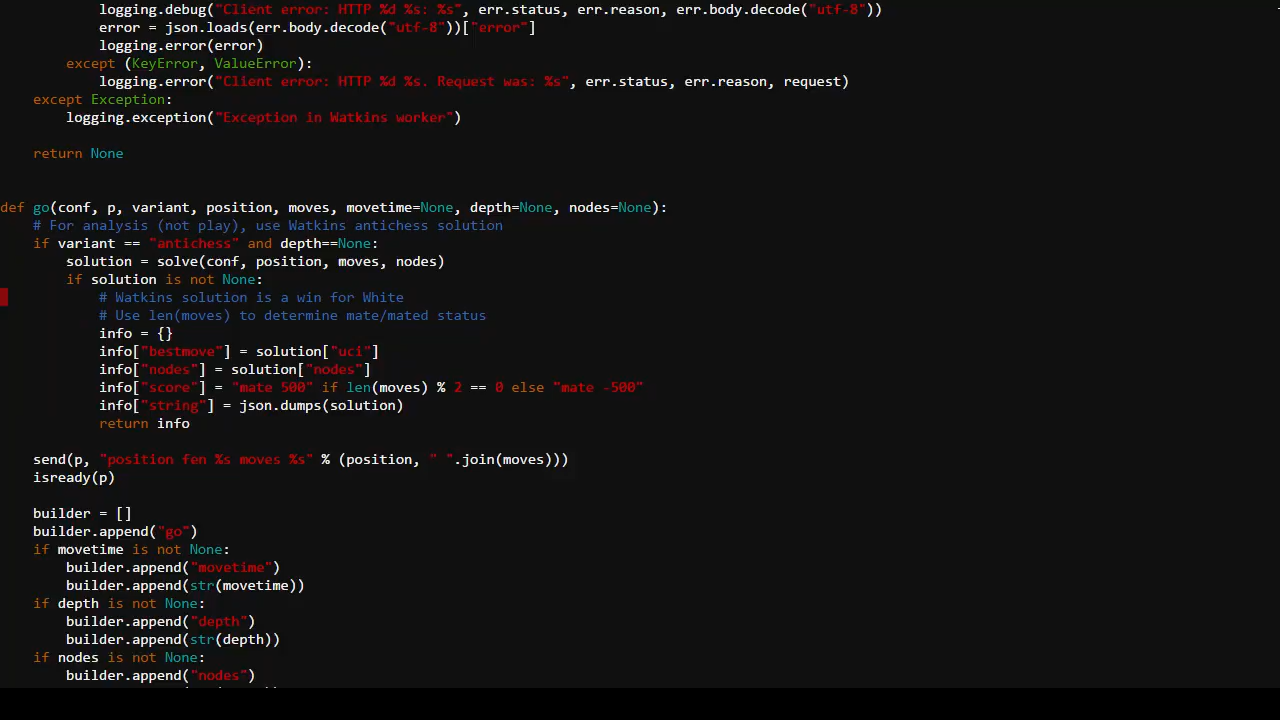 logging.debug("Client error: HTTP %d %s: %s", err.status, err.reason, err.body.decode("utf-8"))
error = json.loads(err.body.decode("utf-8"))["error"]
logging.error(error)
except (KeyError, ValueError):
logging.error("Client error: HTTP %d %s. Request was: %s", err.status, err.reason, request)
except Exception:
logging.exception("Exception in Watkins worker")
return None
def go(conf, p, variant, position, moves, movetime=None, depth=None, nodes=None):
# For analysis (not play), use Watkins antichess solution
if variant == "antichess" and depth==None:
solution = solve(conf, position, moves, nodes)
if solution is not None:
# Watkins solution is a win for White
# Use len(moves) to determine mate/mated status
info = {}
info["bestmove"] = solution["uci"]
info["nodes"] = solution["nodes"]
info["score"] = "mate 500" if len(moves) % 2 == 0 else "mate -500"
info["string"] = json.dumps(solution)
return info
send(p, "position fen %s moves %s" % (position, " ".join(moves)))
isready(p)
builder = []
builder.append("go")
if movetime is not None:
builder.append("movetime")
builder.append(str(movetime))
if depth is not None:
builder.append("depth")
builder.append(str(depth))
if nodes is not None:
builder.append("nodes")